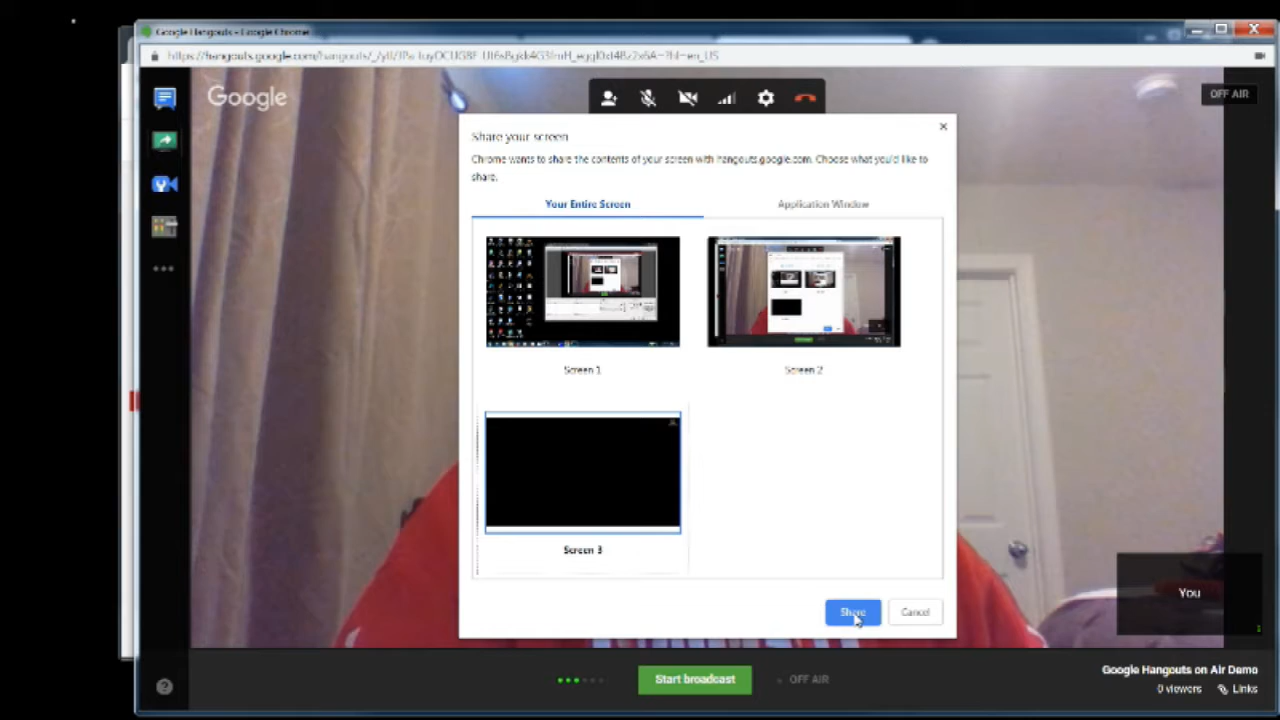 Google Hangouts - Google Chrome
Google
OFF AIR
Share your screen
Chrome wants to share the contents of your screen with hangouts.google.com. Choose what you'd like to
share.
Your Entire Screen
Application Window
Screen 1
Screen 2
Screen 3
Share
Cancel
You
Start broadcast
OFF AIR
Google Hangouts on Air Demo
0 viewers
Links